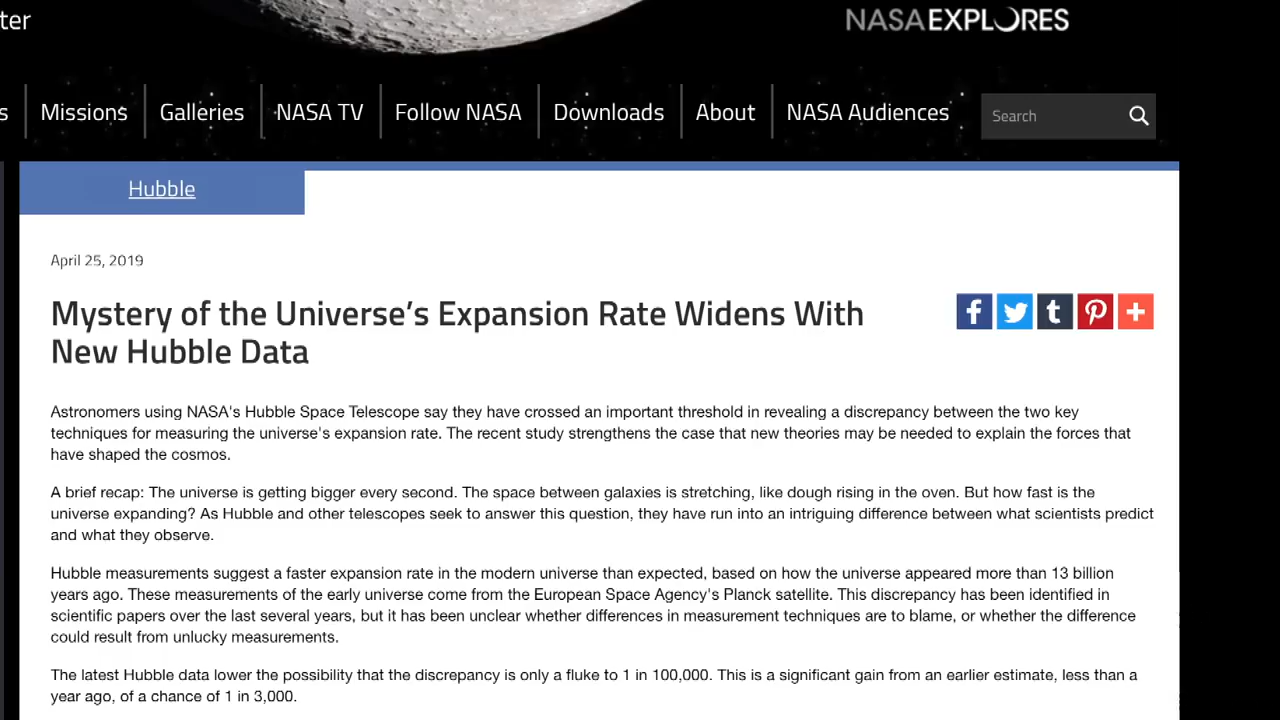 ter
NASA EXPLORES
s Missions Galleries NASA TV Follow NASA Downloads About NASA Audiences Search
Hubble
April 25, 2019
Mystery of the Universe’s Expansion Rate Widens With
New Hubble Data
Astronomers using NASA's Hubble Space Telescope say they have crossed an important threshold in revealing a discrepancy between the two key
techniques for measuring the universe's expansion rate. The recent study strengthens the case that new theories may be needed to explain the forces that
have shaped the cosmos.
A brief recap: The universe is getting bigger every second. The space between galaxies is stretching, like dough rising in the oven. But how fast is the
universe expanding? As Hubble and other telescopes seek to answer this question, they have run into an intriguing difference between what scientists predict
and what they observe.
Hubble measurements suggest a faster expansion rate in the modern universe than expected, based on how the universe appeared more than 13 billion
years ago. These measurements of the early universe come from the European Space Agency's Planck satellite. This discrepancy has been identified in
scientific papers over the last several years, but it has been unclear whether differences in measurement techniques are to blame, or whether the difference
could result from unlucky measurements.
The latest Hubble data lower the possibility that the discrepancy is only a fluke to 1 in 100,000. This is a significant gain from an earlier estimate, less than a
year ago, of a chance of 1 in 3,000.